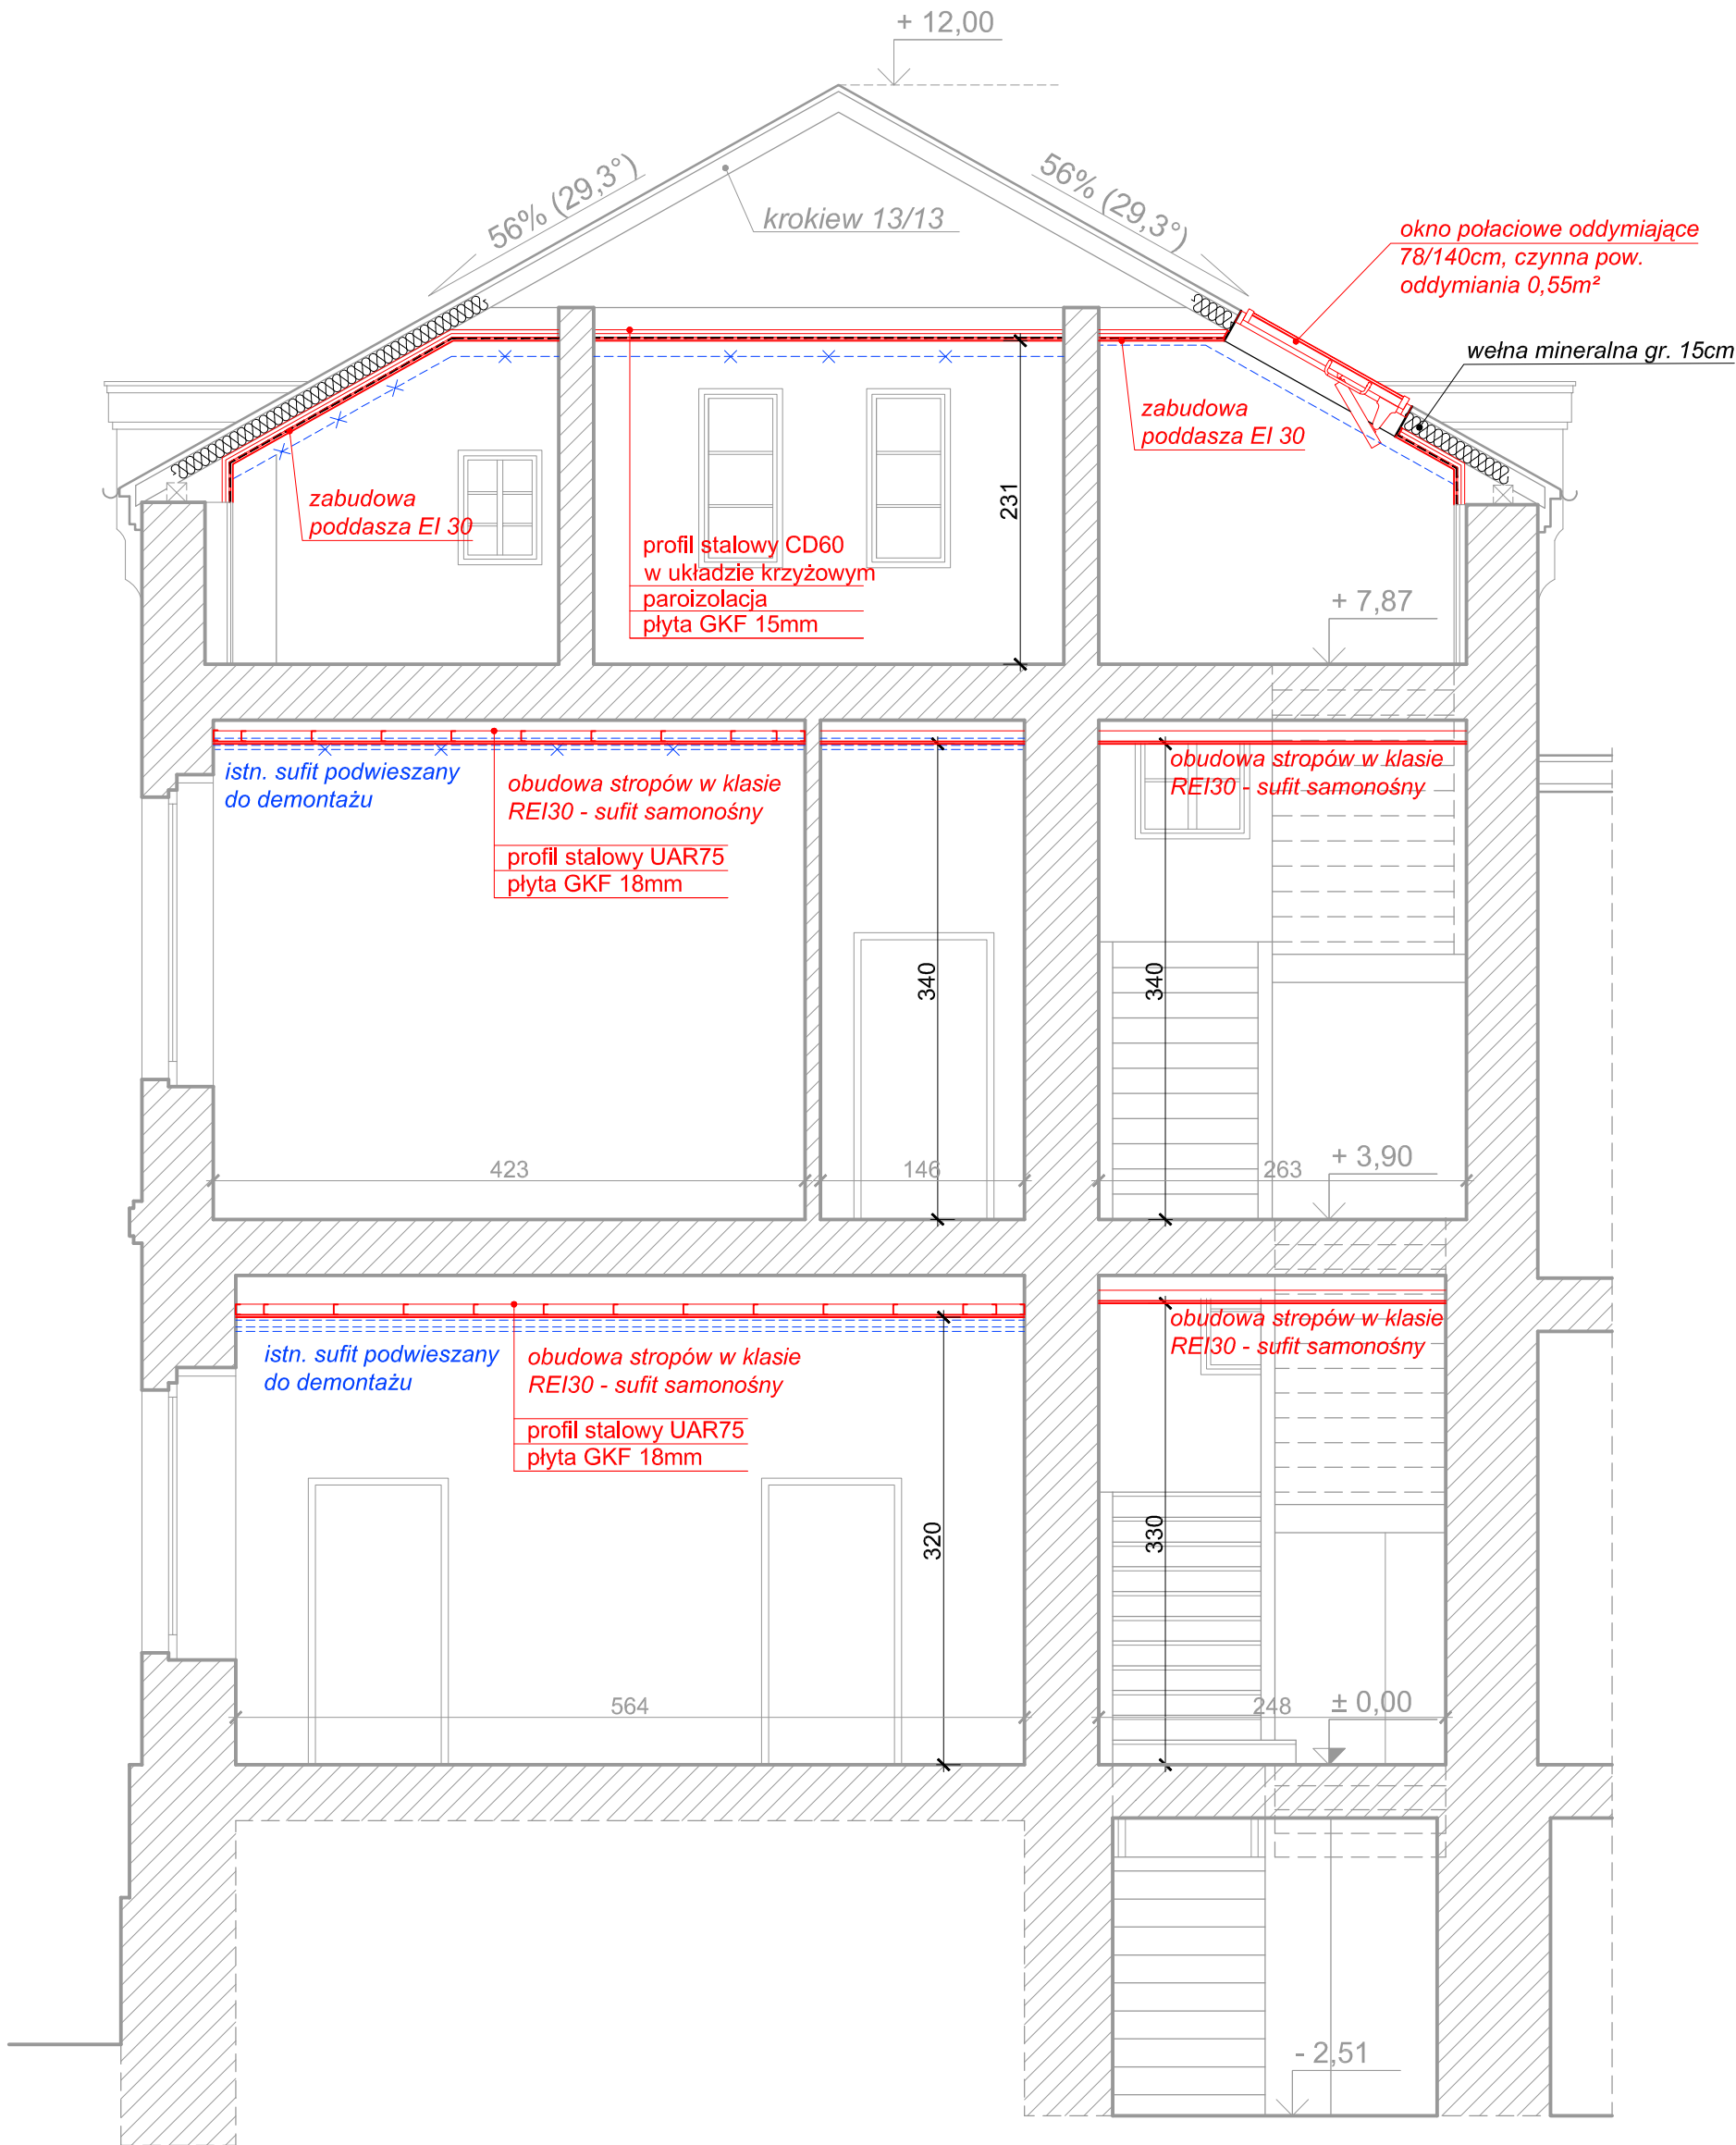 + 12,00
56% (29,3°)
56% (29,3°)
krokiew 13/13
okno połaciowe oddymiające
78/140cm, czynna pow.
oddymiania 0,55m²
wełna mineralna gr. 15cm
zabudowa
poddasza EI 30
zabudowa
poddasza EI 30
231
profil stalowy CD60
w układzie krzyżowym
paroizolacja
płyta GKF 15mm
+ 7,87
istn. sufit podwieszany
do demontażu
obudowa stropów w klasie
REI30 - sufit samonośny
profil stalowy UAR75
płyta GKF 18mm
obudowa stropów w klasie
REI30 - sufit samonośny
340
340
423
146
263
+ 3,90
istn. sufit podwieszany
do demontażu
obudowa stropów w klasie
REI30 - sufit samonośny
profil stalowy UAR75
płyta GKF 18mm
obudowa stropów w klasie
REI30 - sufit samonośny
320
330
564
248
± 0,00
- 2,51